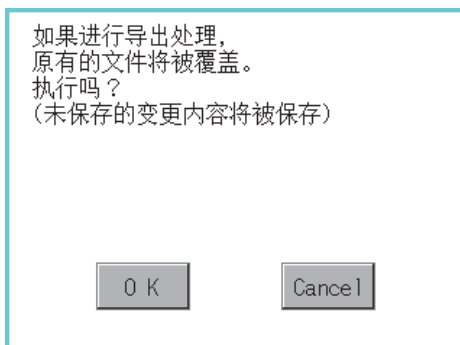 如果进行导出处理，
原有的文件将被覆盖。
执行吗？
(未保存的变更内容将被保存)
OK
Cancel